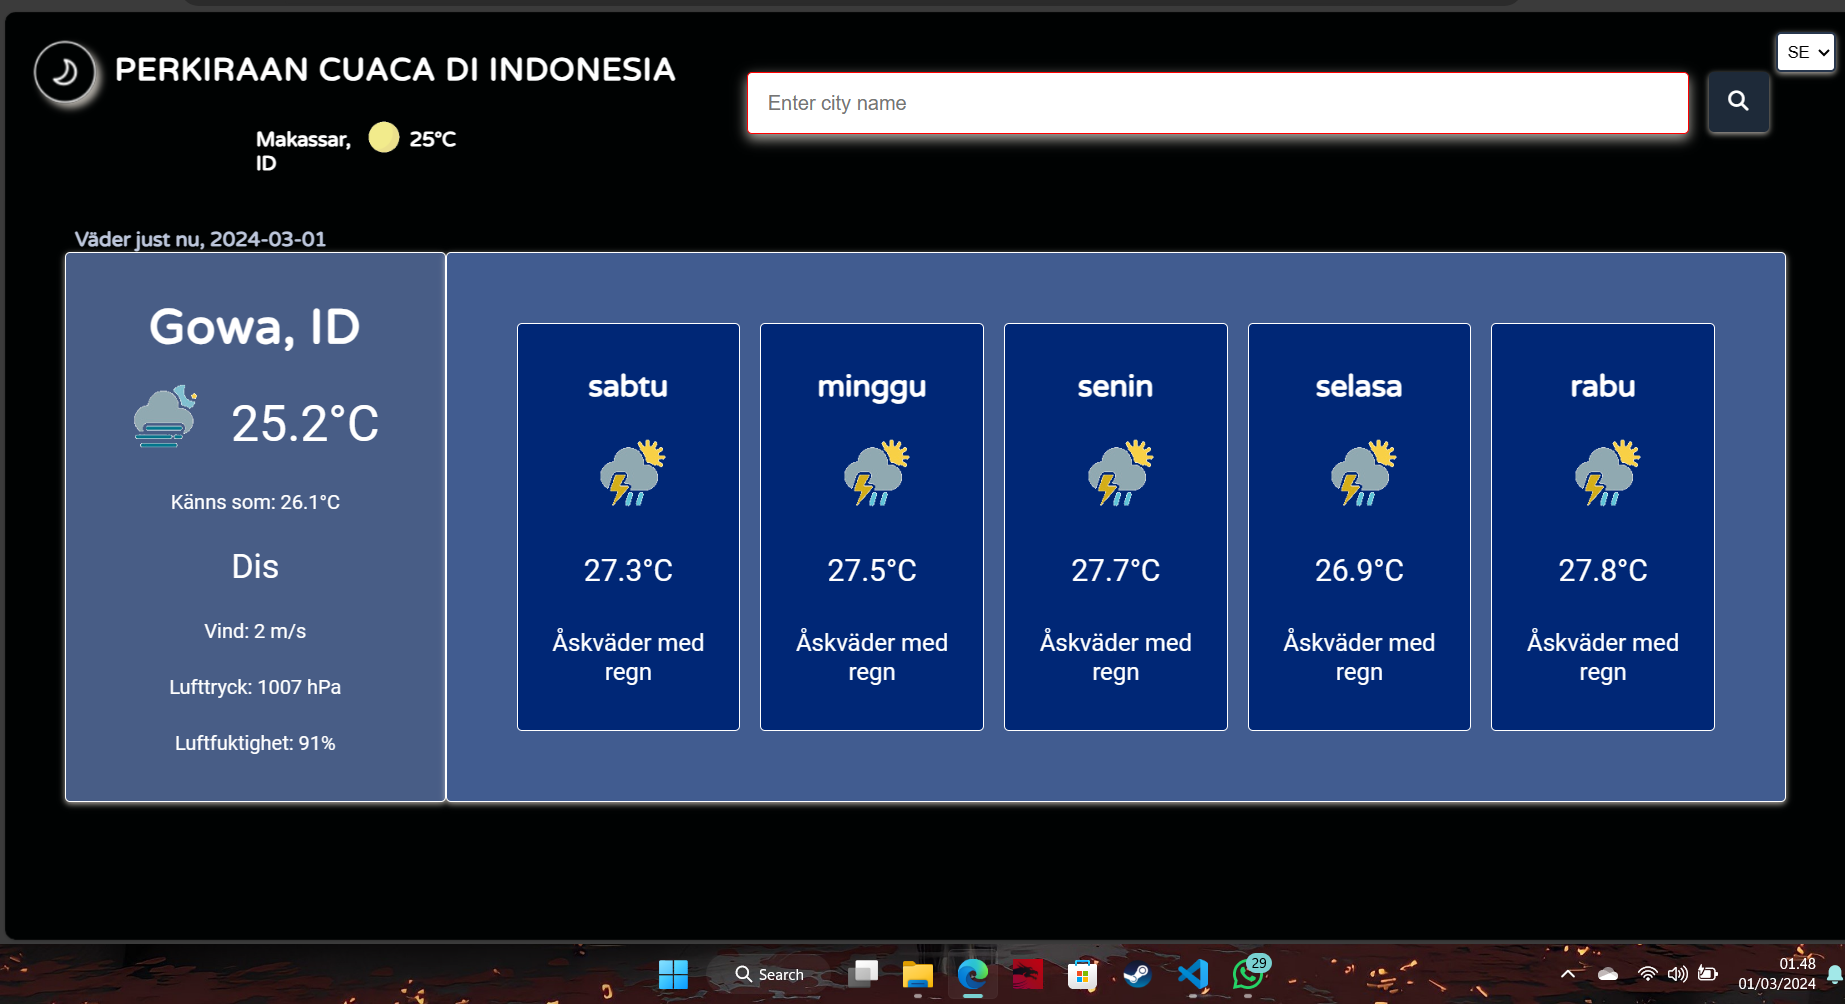 PERKIRAAN CUACA DI INDONESIA
SE
Enter city name
Makassar,
ID
25°C
Väder just nu, 2024-03-01
Gowa, ID
25.2°C
Känns som: 26.1°C
Dis
Vind: 2 m/s
Lufttryck: 1007 hPa
Luftfuktighet: 91%
sabtu
27.3°C
Åskväder med
regn
minggu
27.5°C
Åskväder med
regn
senin
27.7°C
Åskväder med
regn
selasa
26.9°C
Åskväder med
regn
rabu
27.8°C
Åskväder med
regn
Search
29
01.48
01/03/2024